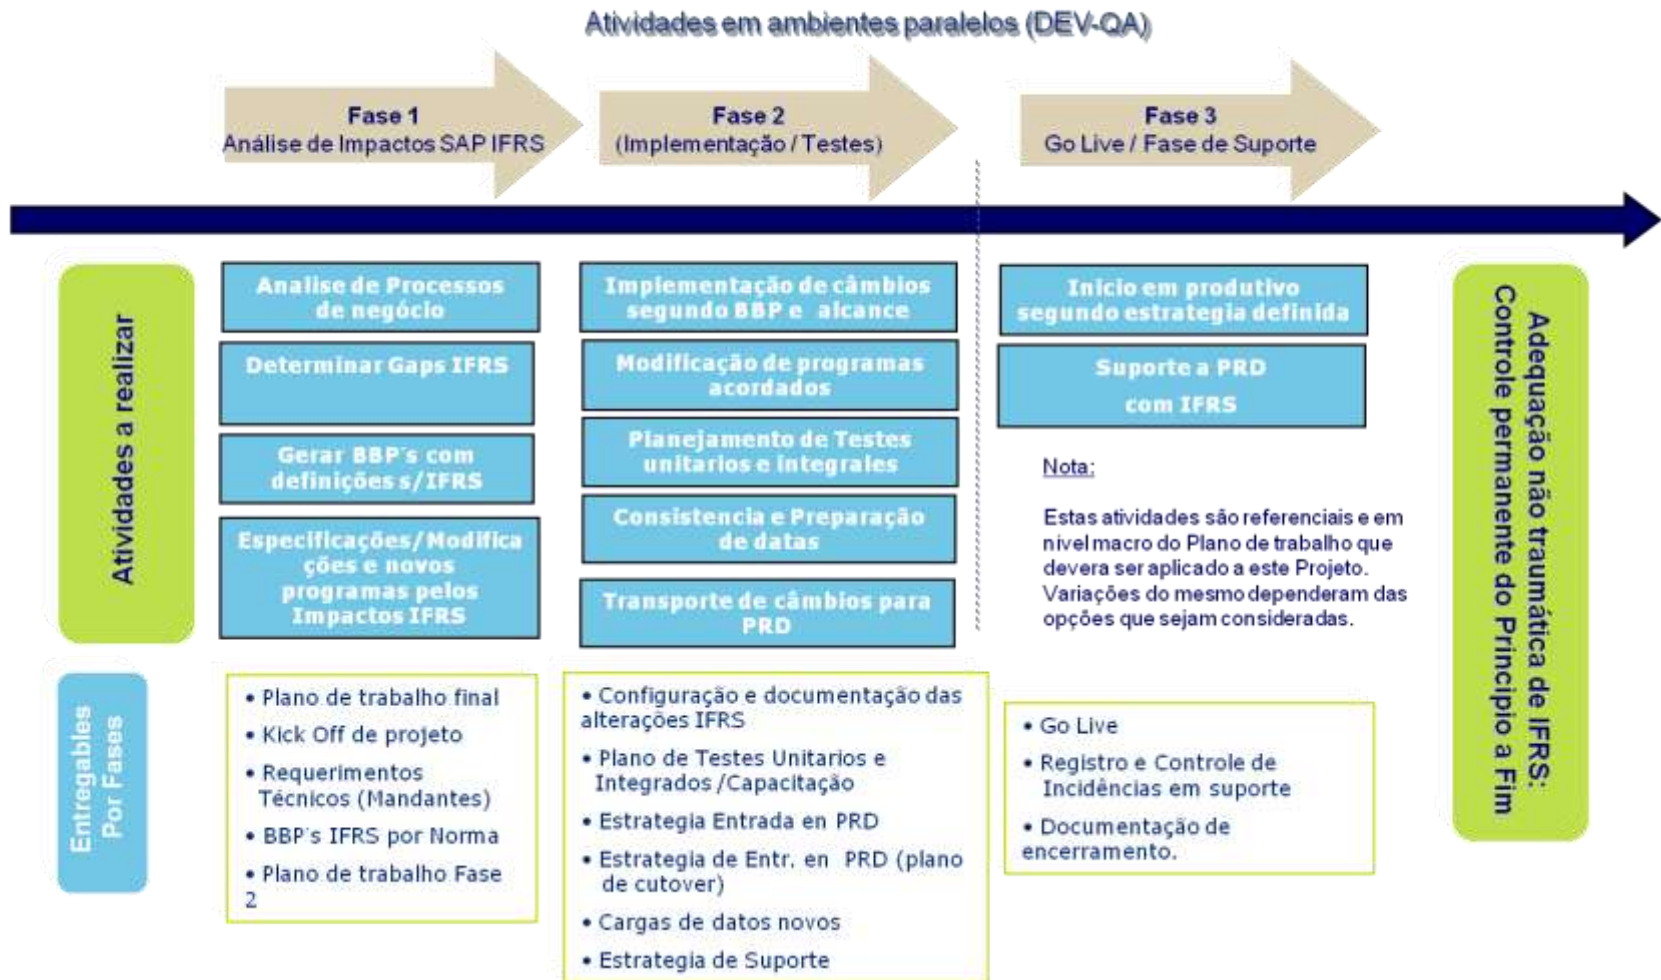 Atividades em ambientes paralelos (DEV-QA)
Fase 1
Análise de Impactos SAP IFRS
Fase 2
(Implementação / Testes)
Fase 3
Go Live / Fase de Suporte
Atividades a realizar
Analise de Processos
de negócio
Determinar Gaps IFRS
Gerar BBP´s com
definições s/IFRS
Especificações/Modifica
ções e novos
programas pelos
Impactos IFRS
Implementação de câmbios
segundo BBP e alcance
Modificação de programas
acordados
Planejamento de Testes
unitarios e integrales
Consistencia e Preparação
de datas
Transporte de câmbios para
PRD
Inicio em produtivo
segundo estrategia definida
Suporte a PRD
com IFRS
Nota:
Estas atividades são referenciais e em
nivel macro do Plano de trabalho que
devera ser aplicado a este Projeto.
Variações do mesmo dependeram das
opções que sejam consideradas.
Adequação não traumática de IFRS:
Controle permanente do Principio a Fim
Entregables
Por Fases
• Plano de trabalho final
• Kick Off de projeto
• Requerimentos
Técnicos (Mandantes)
• BBP´s IFRS por Norma
• Plano de trabalho Fase
2
• Configuração e documentação das
alterações IFRS
• Plano de Testes Unitarios e
Integrados /Capacitação
• Estrategia Entrada en PRD
• Estrategia de Entr. en PRD (plano
de cutover)
• Cargas de datos novos
• Estrategia de Suporte
• Go Live
• Registro e Controle de
Incidências em suporte
• Documentação de
encerramento.